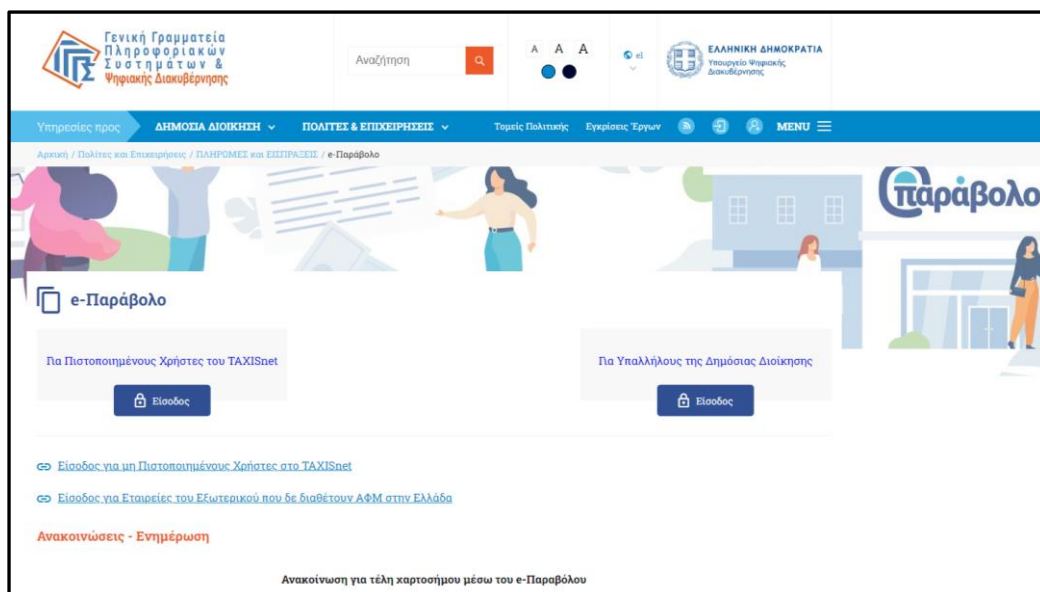 Γενική Γραμματεία
Πληροφοριακών
Συστημάτων &
Ψηφιακής Διακυβέρνησης
Αναζήτηση
A A A
el
ΕΛΛΗΝΙΚΗ ΔΗΜΟΚΡΑΤΙΑ
Υπουργείο Ψηφιακής
Διακυβέρνησης
Υπηρεσίες προς ΔΗΜΟΣΙΑ ΔΙΟΙΚΗΣΗ ΠΟΛΙΤΕΣ & ΕΠΙΧΕΙΡΗΣΕΙΣ Τομείς Πολιτικής Εγκρίσεις Έργων MENU
Αρχική / Πολίτες και Επιχειρήσεις / ΠΛΗΡΩΜΕΣ και ΕΙΣΠΡΑΞΕΙΣ / e-Παράβολο
παράβολο
e-Παράβολο
Για Πιστοποιημένους Χρήστες του TAXISnet
Είσοδος
Για Υπαλλήλους της Δημόσιας Διοίκησης
Είσοδος
Είσοδος για μη Πιστοποιημένους Χρήστες στο TAXISnet
Είσοδος για Εταιρείες του Εξωτερικού που δε διαθέτουν ΑΦΜ στην Ελλάδα
Ανακοινώσεις - Ενημέρωση
Ανακοίνωση για τέλη χαρτοσήμου μέσω του e-Παραβόλου